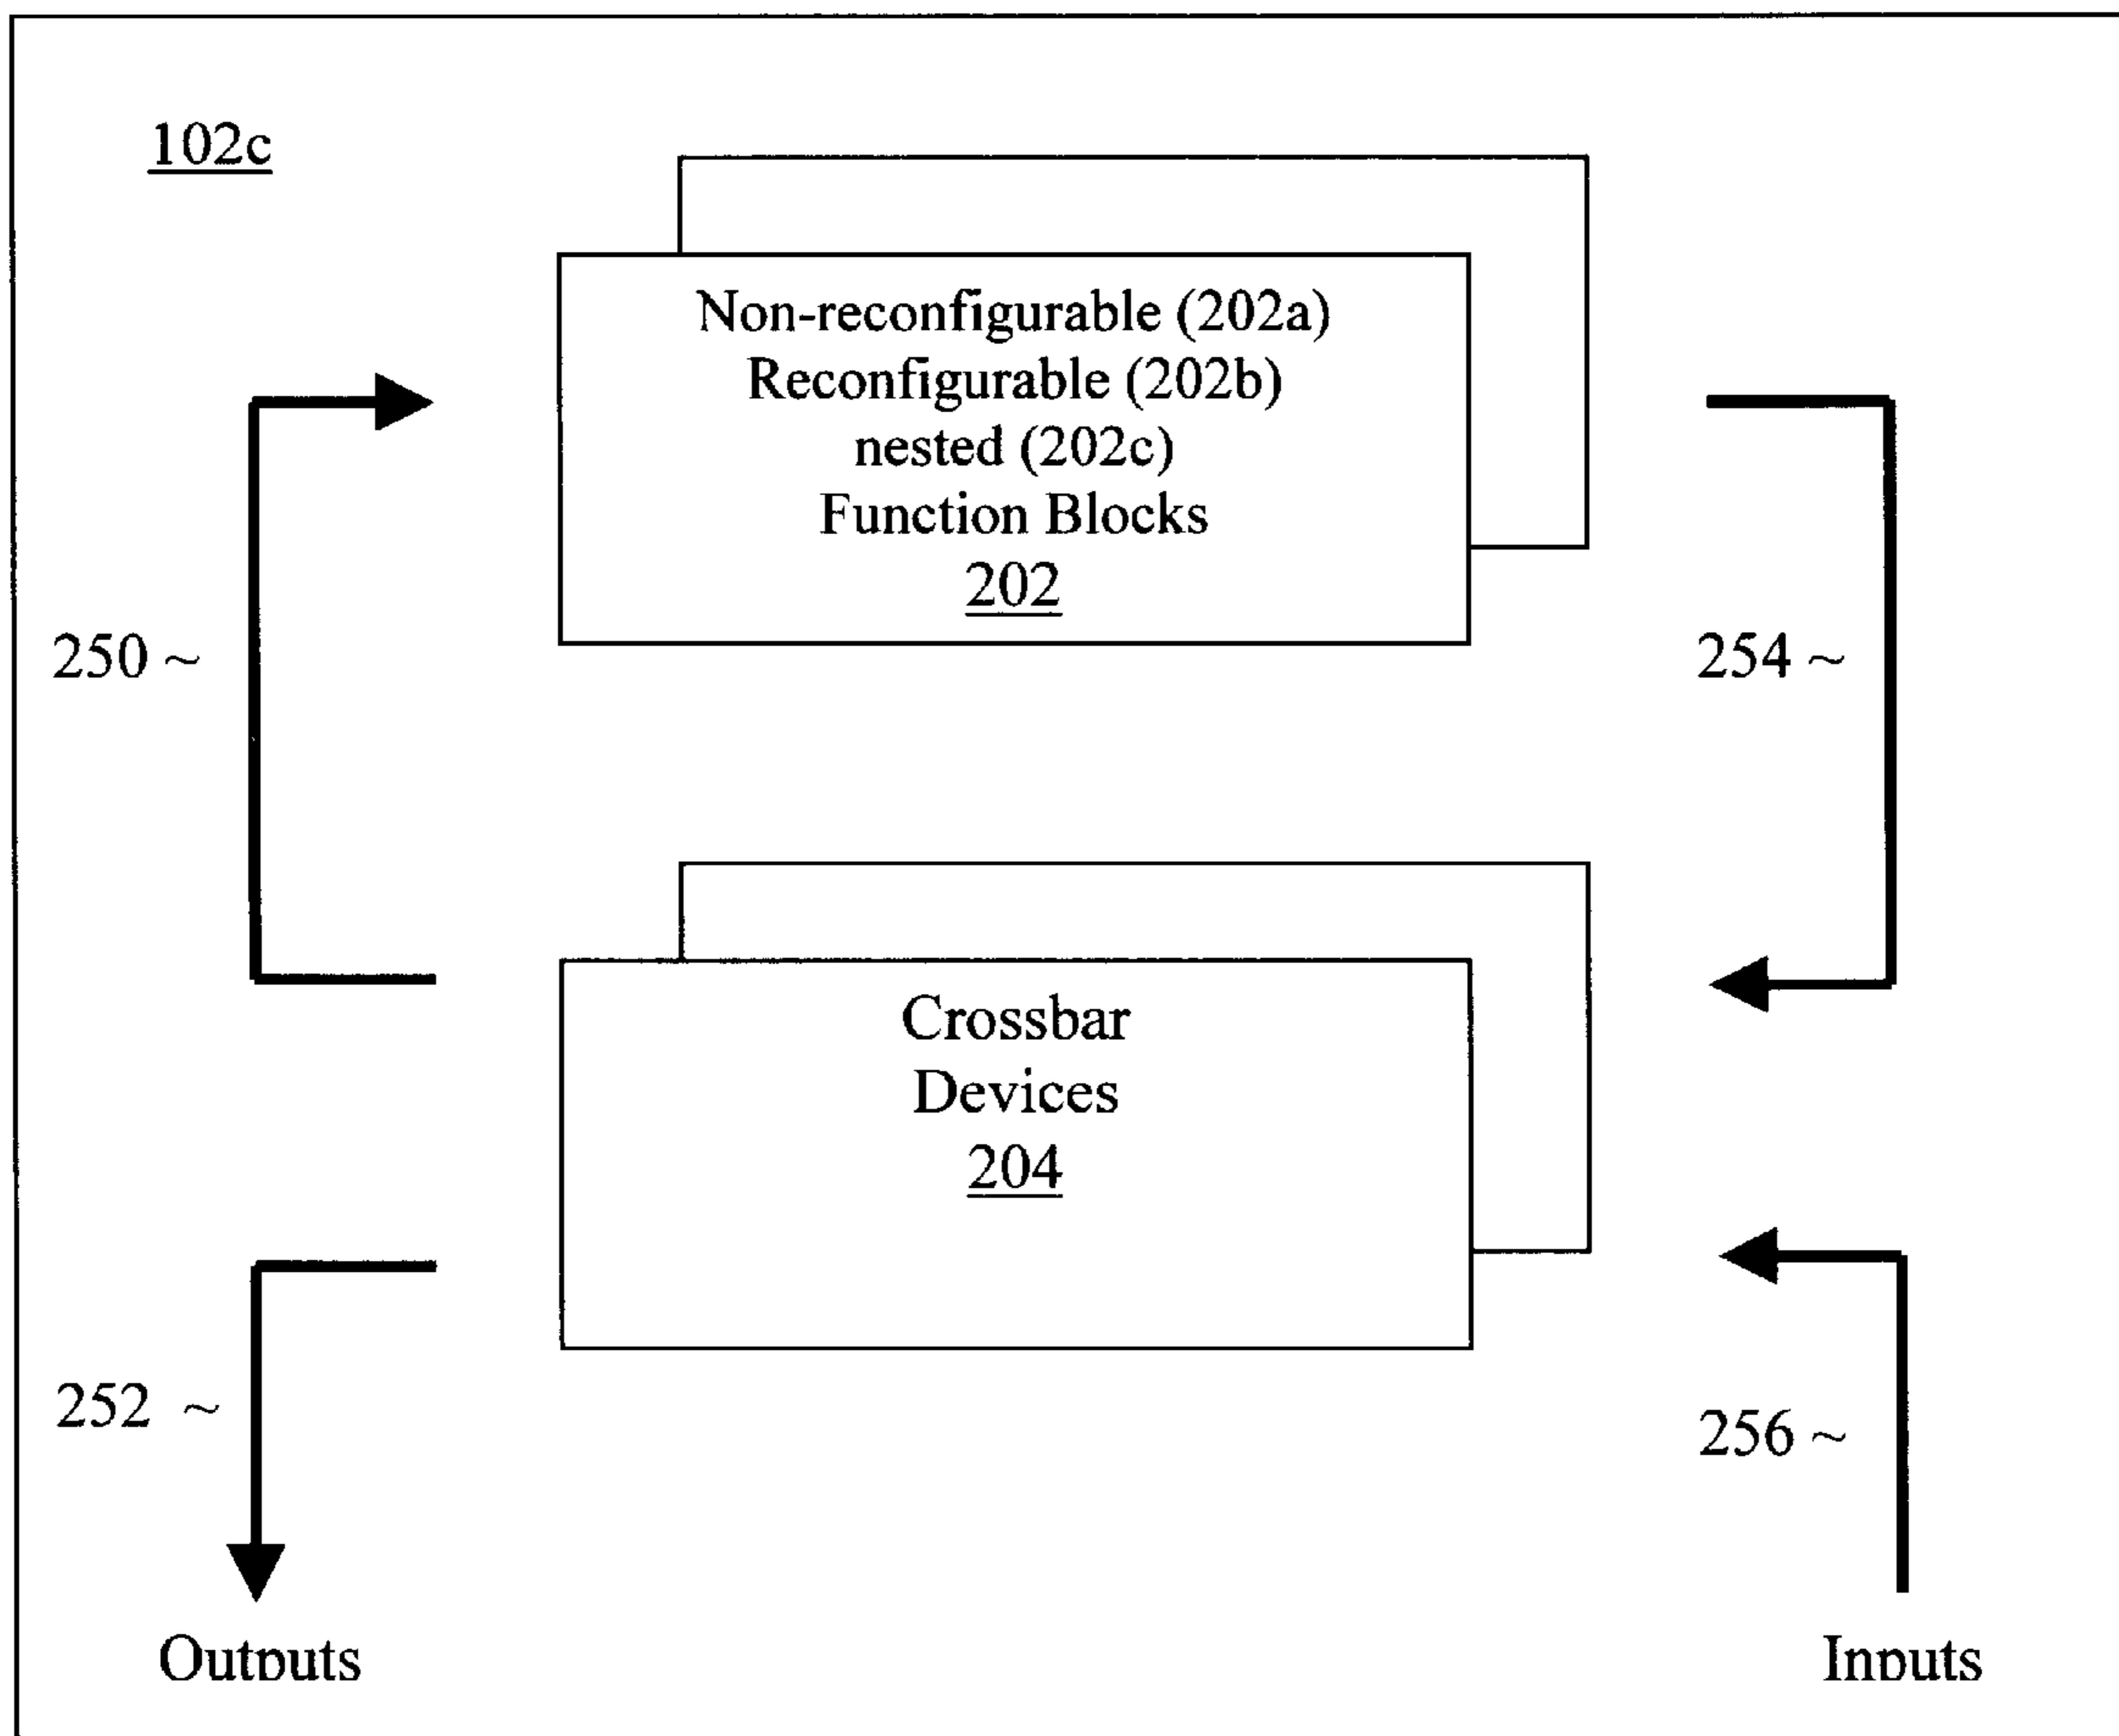 102c
Non-reconfigurable (202a)
Reconfigurable (202b)
nested (202c)
Function Blocks
202
250 ~
254 ~
Crossbar
Devices
204
252 ~
256 ~
Outputs
Inputs